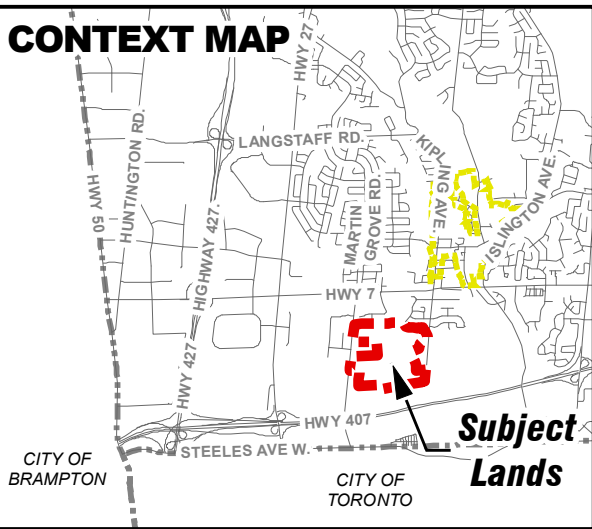 CONTEXT MAP
HWY 27
LANGSTAFF RD.
HUNTINGTON RD.
HWY 50
HIGHWAY 427.
KIPLING AVE.
ISLINGTON AVE.
MARTIN
GROVE RD.
HWY 7
HWY 427
HWY 407
STEELES AVE W.
Subject
Lands
CITY OF
BRAMPTON
CITY OF
TORONTO